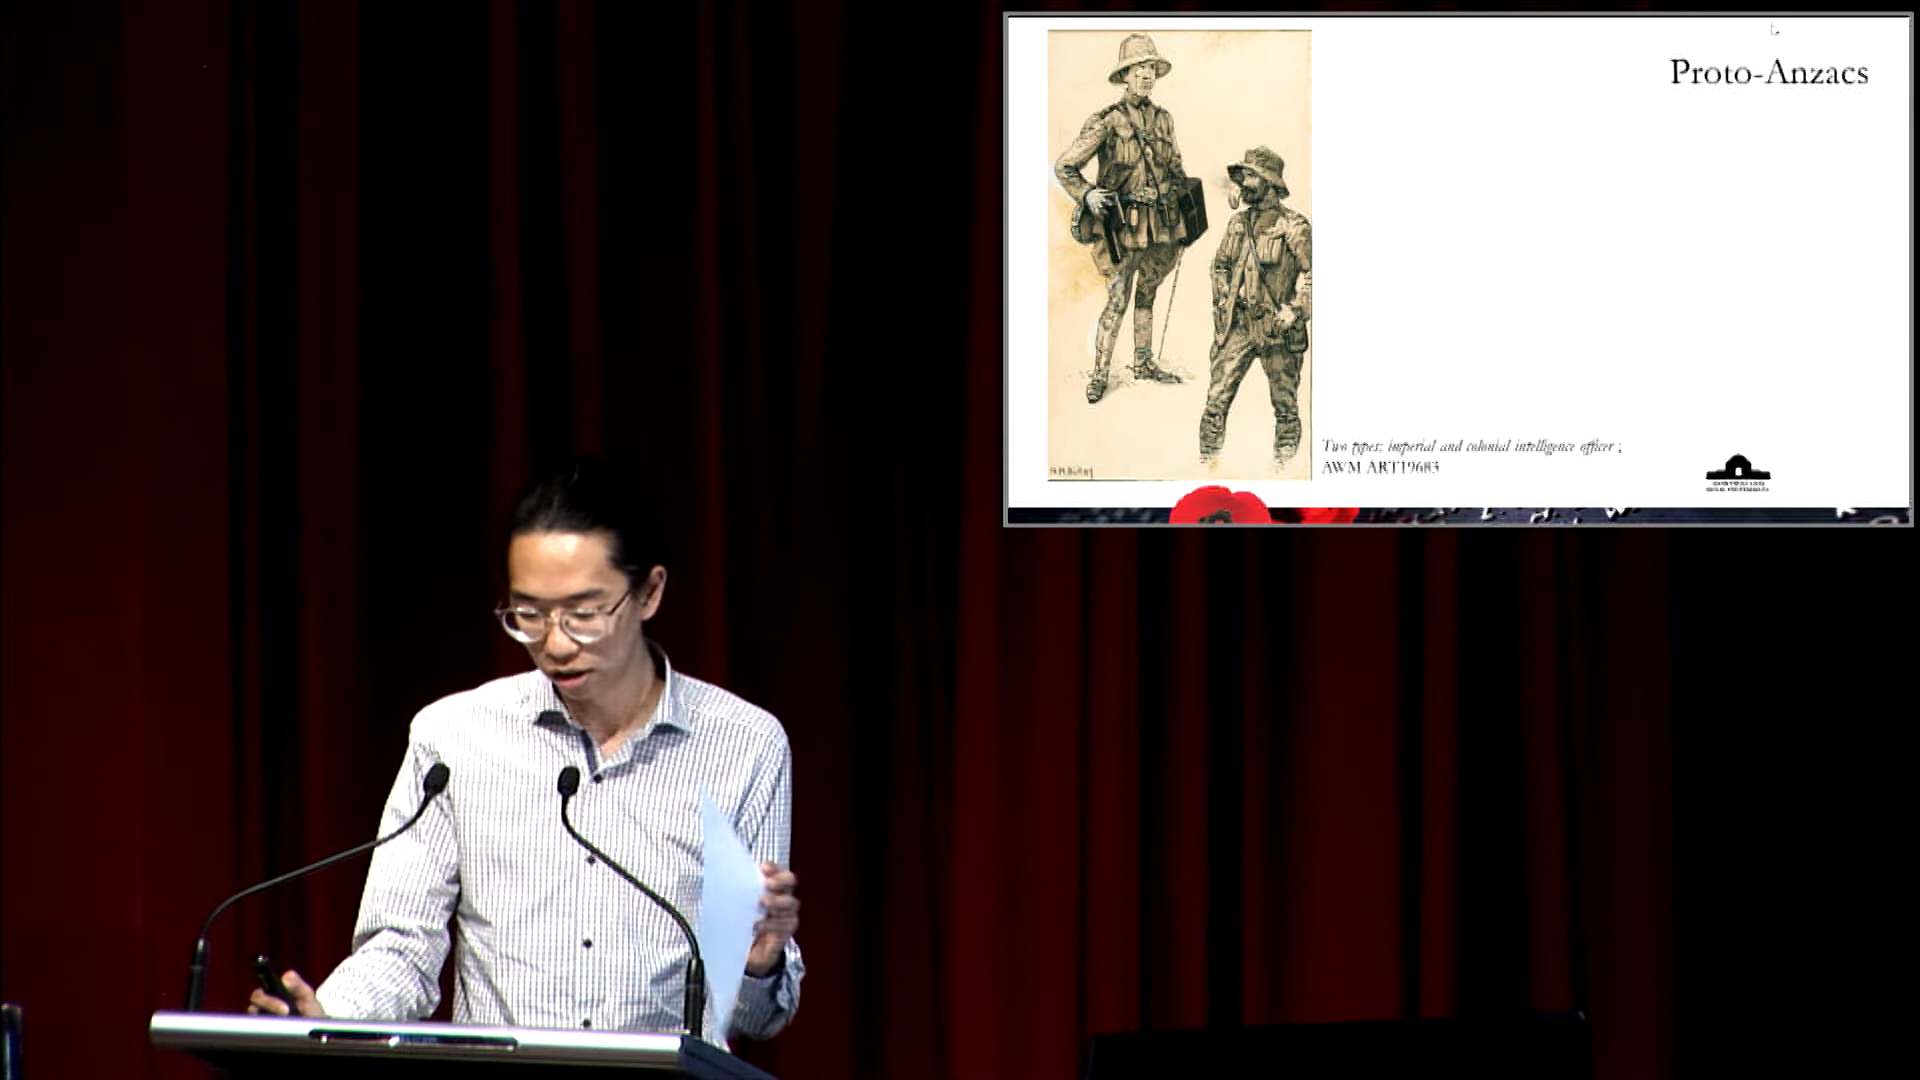 Proto-Anzacs
Two types: imperial and colonial intelligence officer ;
AWM ART19683